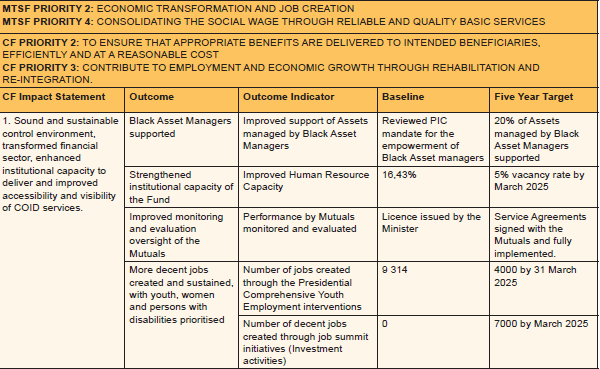 MTSF PRIORITY 2: ECONOMIC TRANSFORMATION AND JOB CREATION
MTSF PRIORITY 4: CONSOLIDATING THE SOCIAL WAGE THROUGH RELIABLE AND QUALITY BASIC SERVICES
CF PRIORITY 2: TO ENSURE THAT APPROPRIATE BENEFITS ARE DELIVERED TO INTENDED BENEFICIARIES,
EFFICIENTLY AND AT A REASONABLE COST
CF PRIORITY 3: CONTRIBUTE TO EMPLOYMENT AND ECONOMIC GROWTH THROUGH REHABILITATION AND
RE-INTEGRATION.
CF Impact Statement
Outcome
Outcome Indicator
Baseline
Five Year Target
1. Sound and sustainable
control environment,
transformed financial
sector, enhanced
institutional capacity to
deliver and improved
accessibility and visibility
of COID services.
Black Asset Managers
supported
Improved support of Assets
managed by Black Asset
Managers
Reviewed PIC
mandate for the
empowerment of
Black Asset managers
20% of Assets
managed by Black
Asset Managers
supported
Strengthened
institutional capacity of
the Fund
Improved Human Resource
Capacity
16,43%
5% vacancy rate by
March 2025
Improved monitoring
and evaluation
oversight of the
Mutuals
Performance by Mutuals
monitored and evaluated
Licence issued by the
Minister
Service Agreements
signed with the
Mutuals and fully
implemented.
More decent jobs
created and sustained,
with youth, women
and persons with
disabilities prioritised
Number of jobs created
through the Presidential
Comprehensive Youth
Employment interventions
9 314
4000 by 31 March
2025
Number of decent jobs
created through job summit
initiatives (Investment
activities)
0
7000 by March 2025